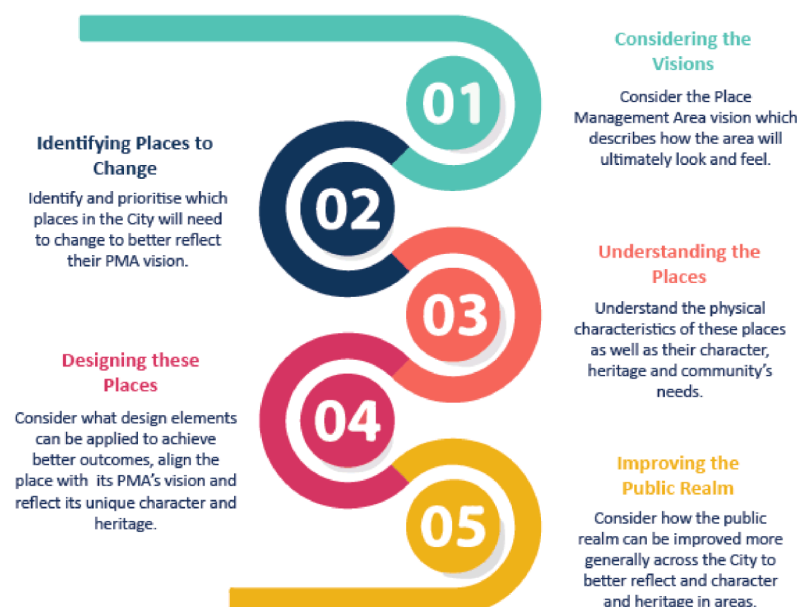 01
Considering the
Visions
Consider the Place
Management Area vision which
describes how the area will
ultimately look and feel.
Identifying Places to
Change
Identify and prioritise which
places in the City will need
to change to better reflect
their PMA vision.
02
03
Understanding the
Places
Understand the physical
characteristics of these places
as well as their character,
heritage and community's
needs.
Designing these
Places
Consider what design elements
can be applied to achieve
better outcomes, align the
place with its PMA's vision and
reflect its unique character and
heritage.
04
05
Improving the
Public Realm
Consider how the public
realm can be improved more
generally across the City to
better reflect and character
and heritage in areas.